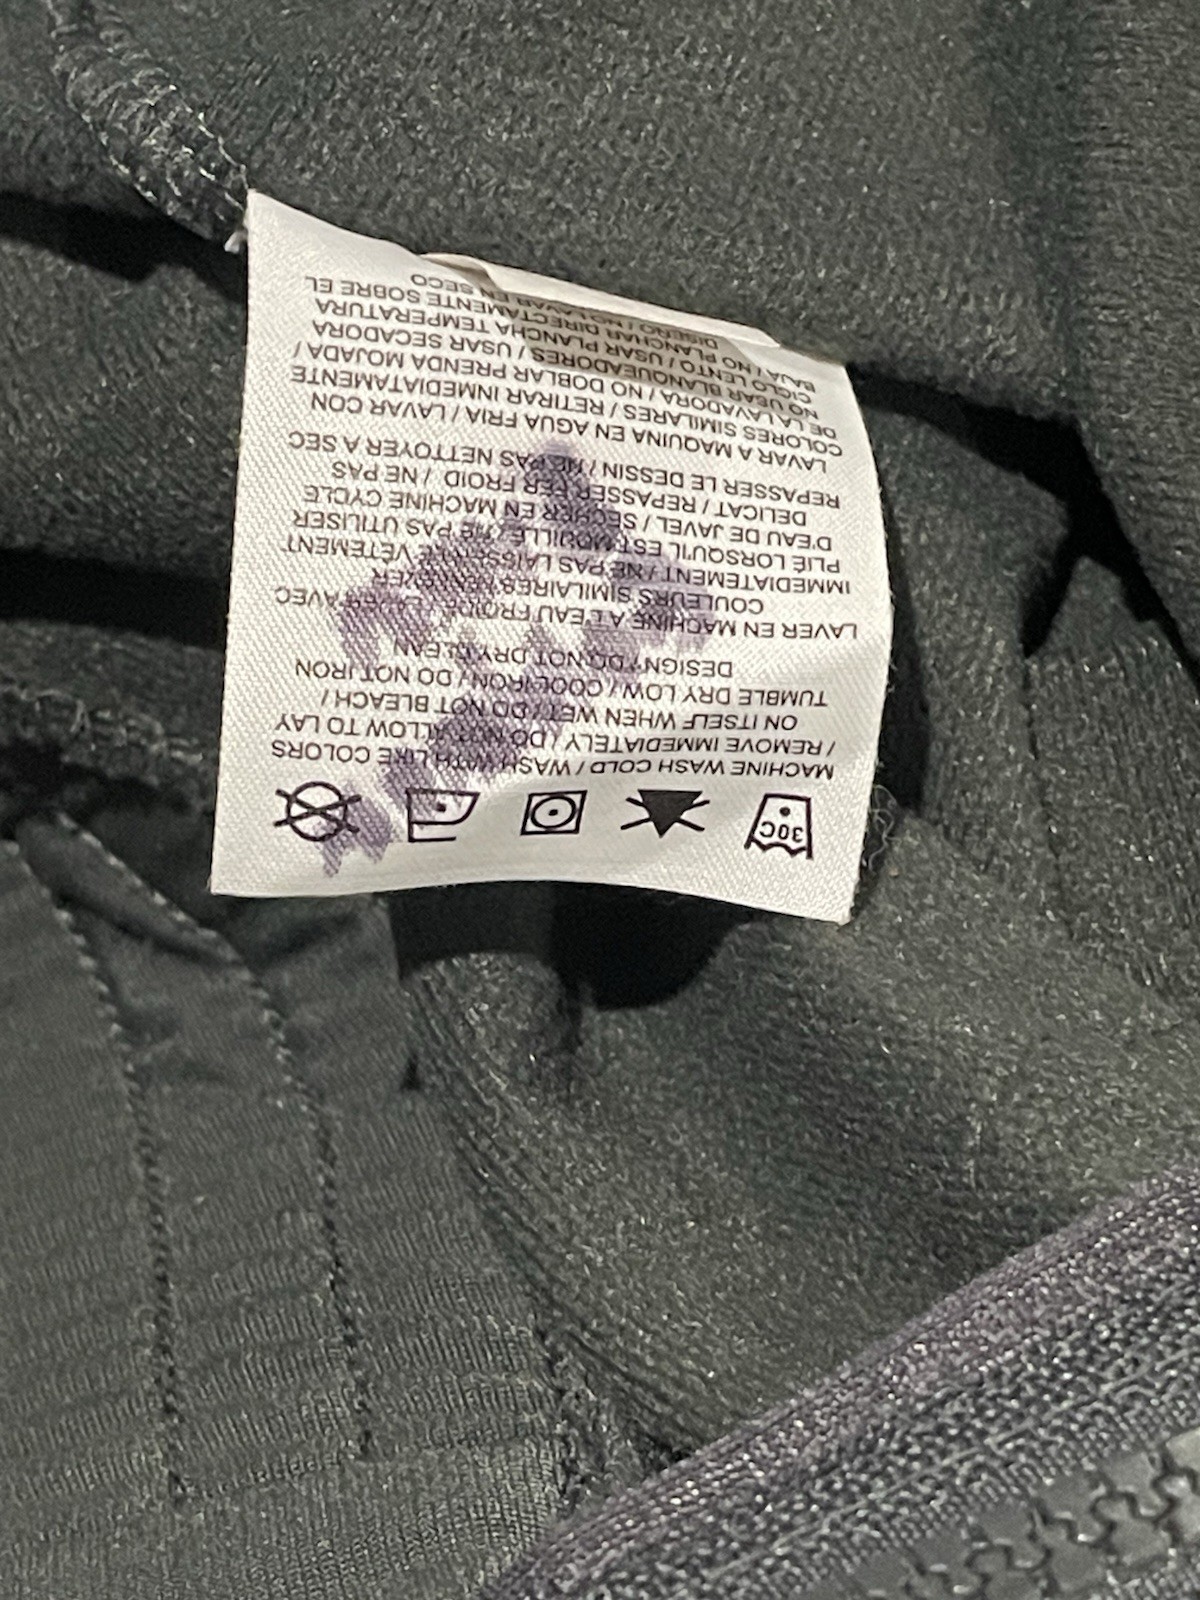 30C
MACHINE WASH COLD / WASH WITH LIKE COLORS
/ REMOVE IMMEDIATELY / DO NOT ALLOW TO LAY
ON ITSELF WHEN WET / DO NOT BLEACH /
TUMBLE DRY LOW / COOL IRON / DO NOT IRON
DESIGN / DO NOT DRY CLEAN
LAVER EN MACHINE A L'EAU FROIDE / LAVER AVEC
COULEURS SIMILAIRES / ENLEVER
IMMEDIATEMENT / NE PAS LAISSER LE VÊTEMENT
PLIÉ LORSQU'IL EST MOUILLÉ / NE PAS UTILISER
D'EAU DE JAVEL / SÉCHER EN MACHINE CYCLE
DELICAT / REPASSER FER FROID / NE PAS
REPASSER LE DESSIN / NE PAS NETTOYER A SEC
LAVAR A MAQUINA EN AGUA FRIA / LAVAR CON
COLORES SIMILARES / RETIRAR INMEDIATAMENTE
DE LA LAVADORA / NO DOBLAR PRENDA MOJADA /
NO USAR BLANQUEADORES / USAR SECADORA
CICLO LENTO / USAR PLANCHA TEMPERATURA
BAJA / NO PLANCHAR DIRECTAMENTE SOBRE EL
DISEÑO / NO LAVAR EN SECO